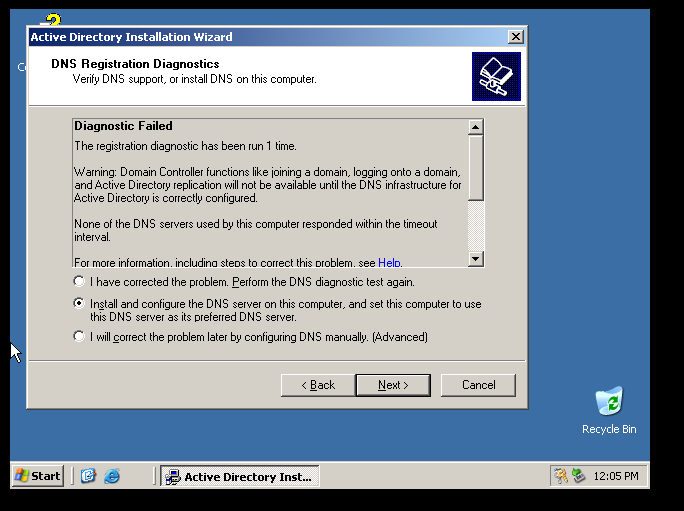 Active Directory Installation Wizard
DNS Registration Diagnostics
Verify DNS support, or install DNS on this computer.
Diagnostic Failed
The registration diagnostic has been run 1 time.
Warning: Domain Controller functions like joining a domain, logging onto a domain,
and Active Directory replication will not be available until the DNS infrastructure for
Active Directory is correctly configured.
None of the DNS servers used by this computer responded within the timeout
interval.
For more information, including steps to correct this problem, see Help.
I have corrected the problem. Perform the DNS diagnostic test again.
Install and configure the DNS server on this computer, and set this computer to use
this DNS server as its preferred DNS server.
I will correct the problem later by configuring DNS manually. (Advanced)
< Back
Next >
Cancel
Recycle Bin
Start
Active Directory Inst...
12:05 PM